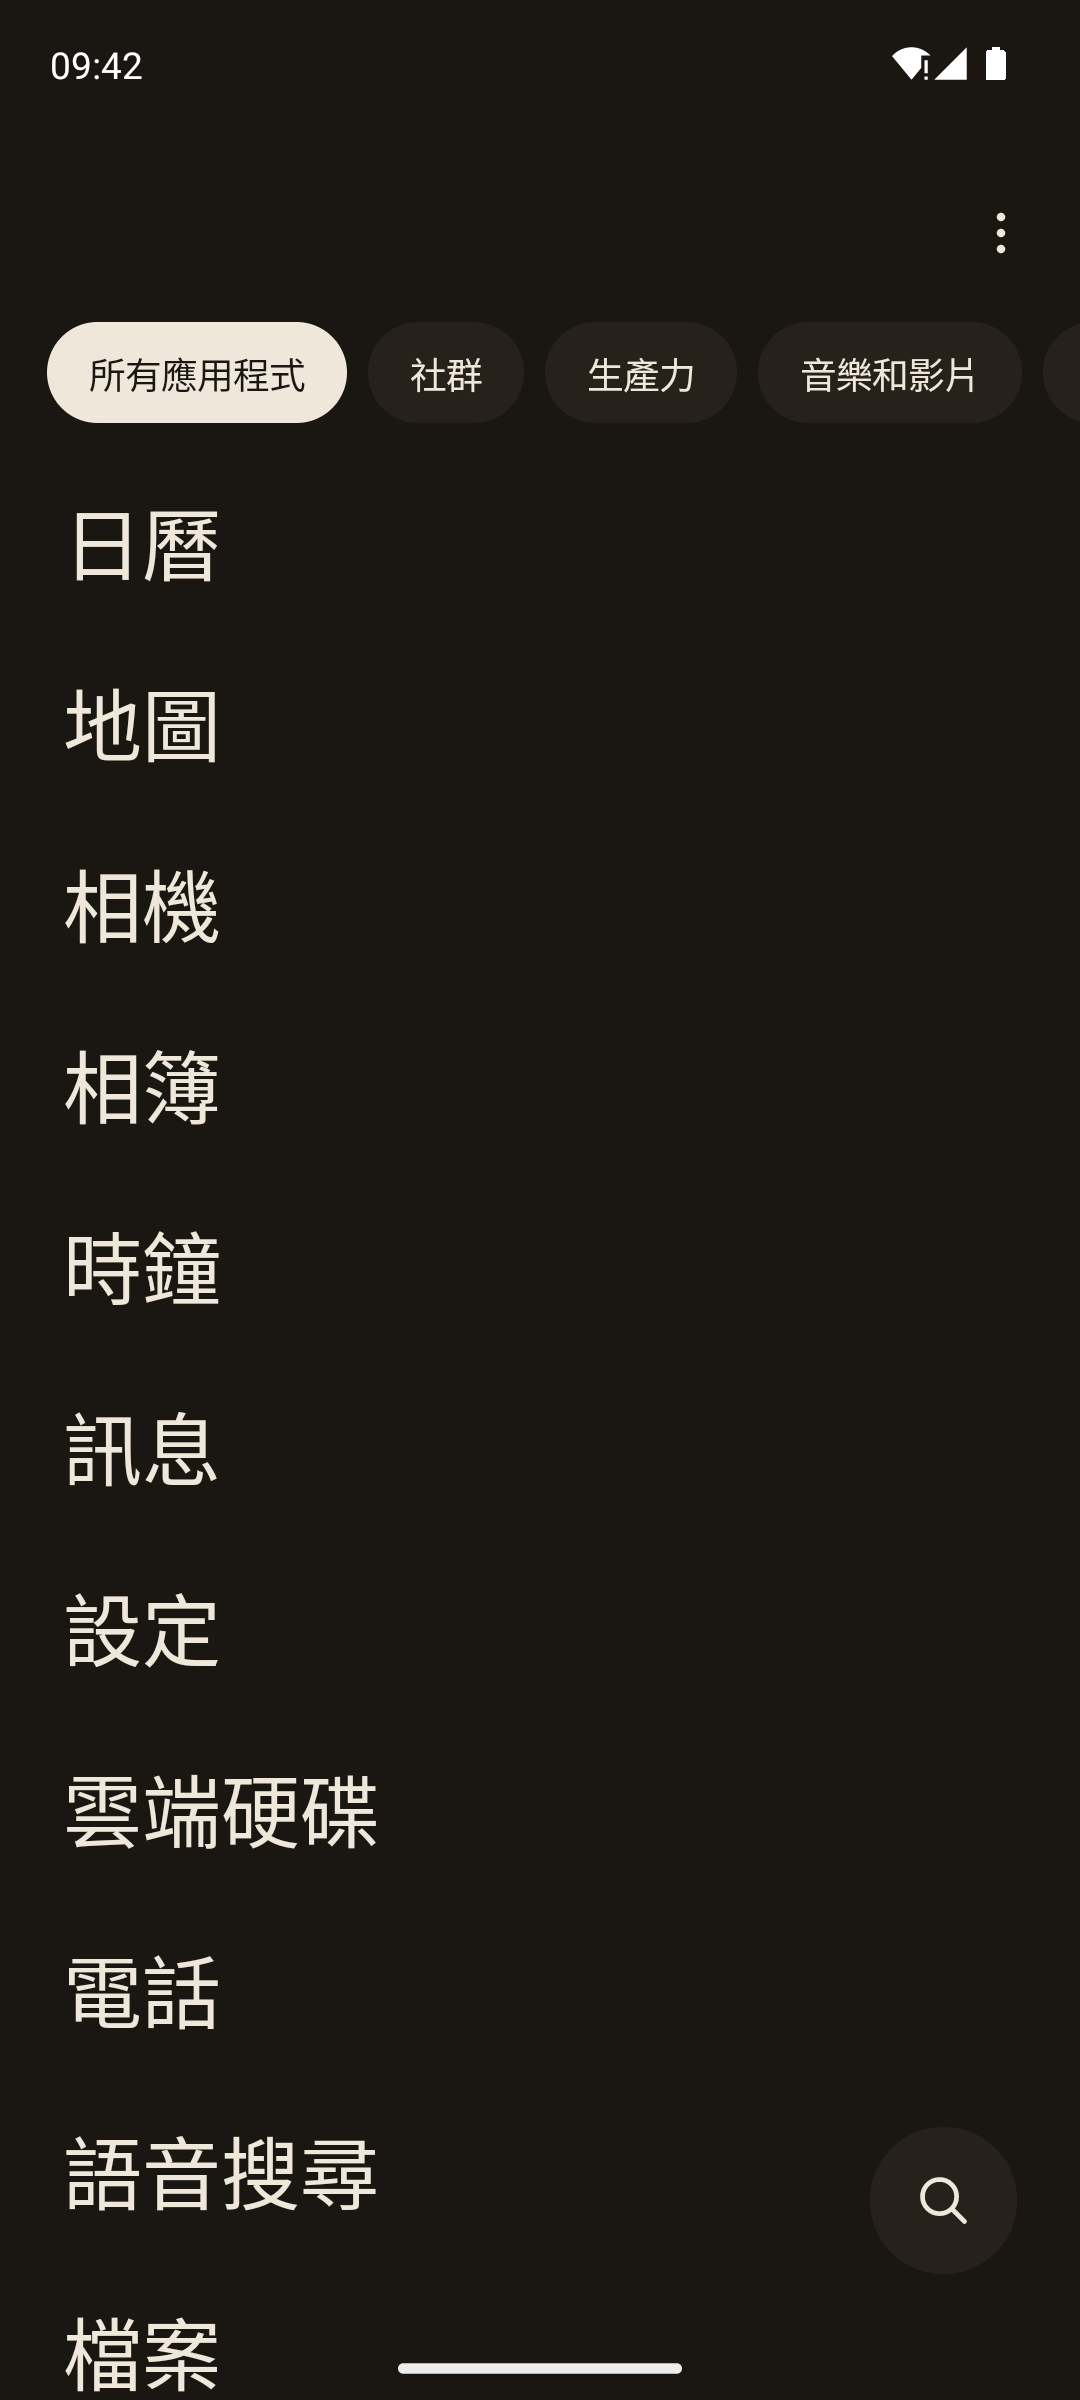 09:42
所有應用程式 社群 生產力 音樂和影片
日曆
地圖
相機
相簿
時鐘
訊息
設定
雲端硬碟
電話
語音搜尋
檔案